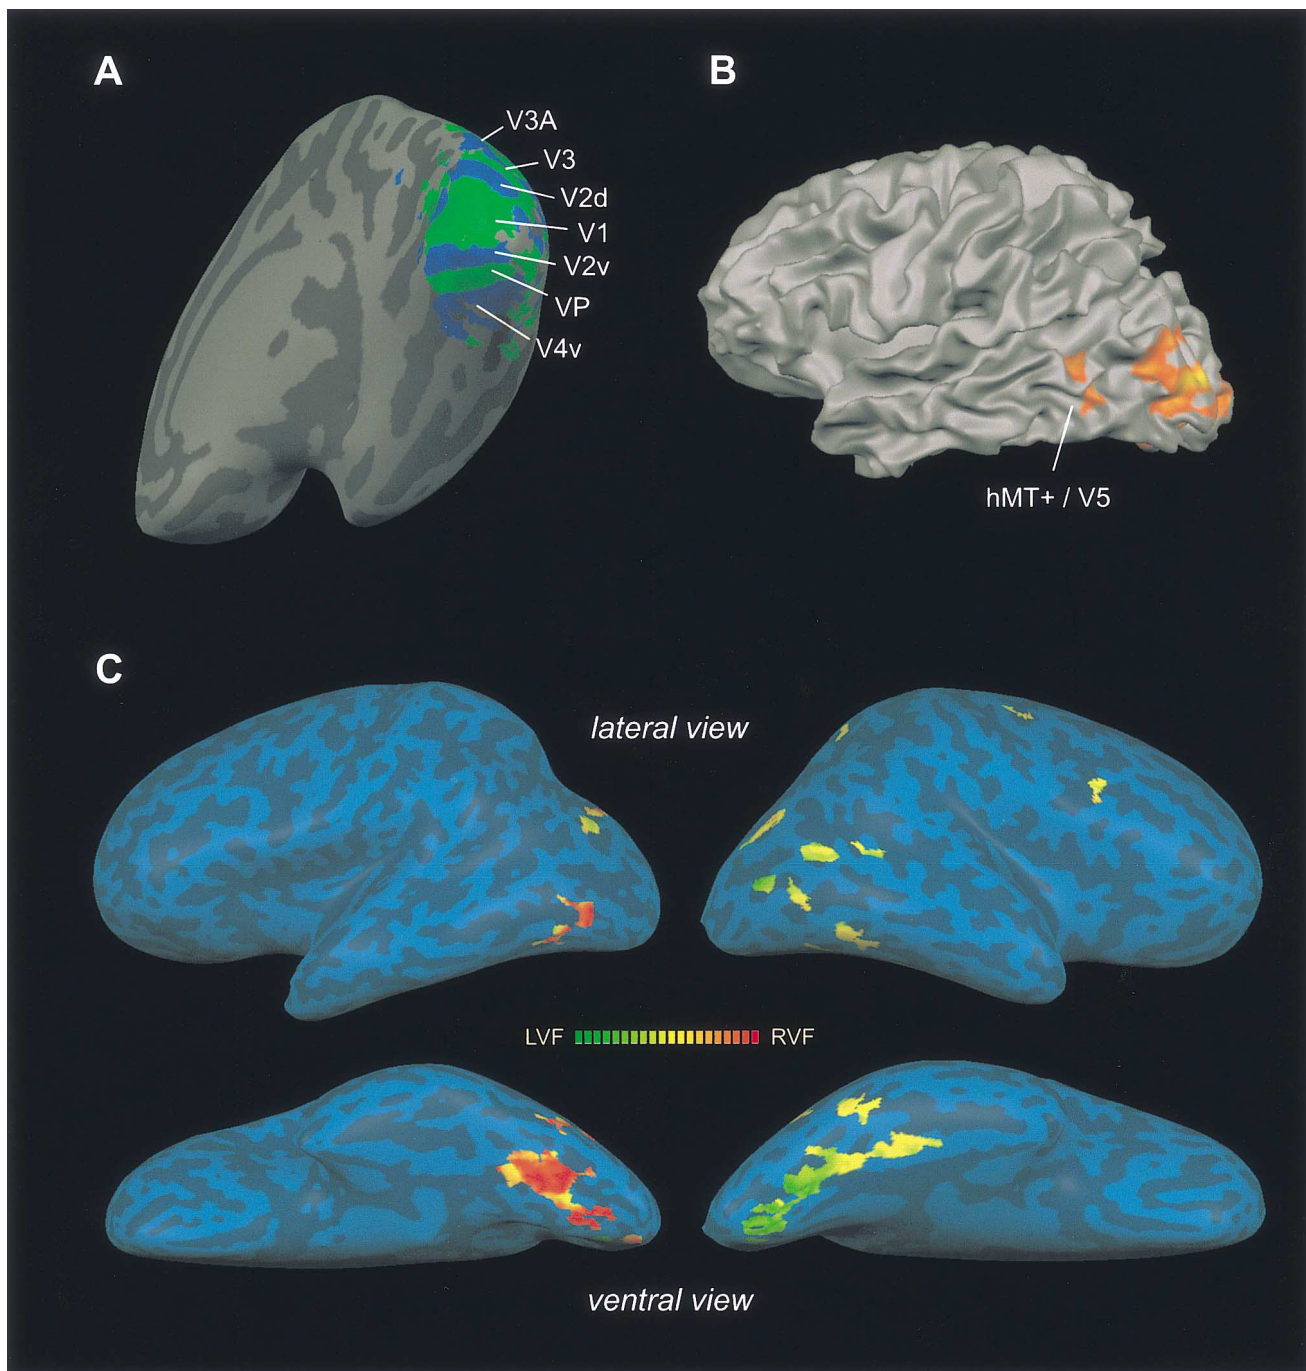 A
B
V3A
V3
V2d
V1
V2v
VP
V4v
hMT+ / V5
C
lateral view
LVF RVF
ventral view